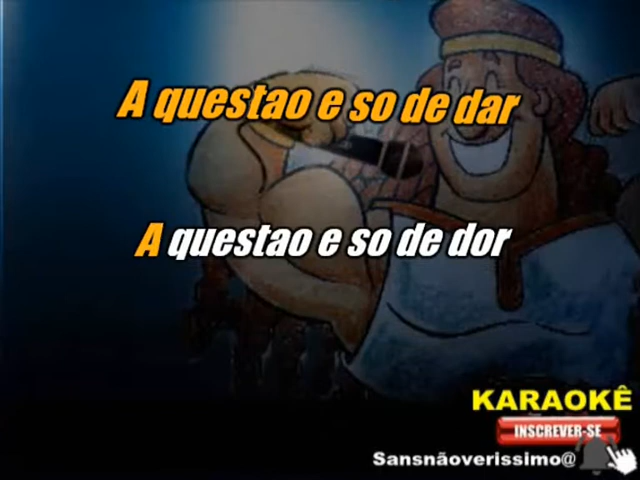 A questao e so de dar
A questao e so de dor
KARAOKÊ
INSCREVER-SE
Sansnãoverissimo@